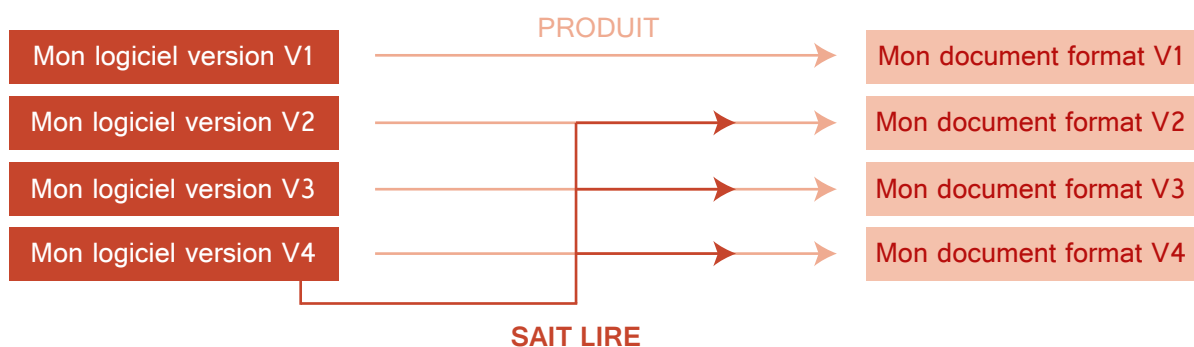 PRODUIT
Mon logiciel version V1
Mon document format V1
Mon logiciel version V2
Mon document format V2
Mon logiciel version V3
Mon document format V3
Mon logiciel version V4
Mon document format V4
SAIT LIRE